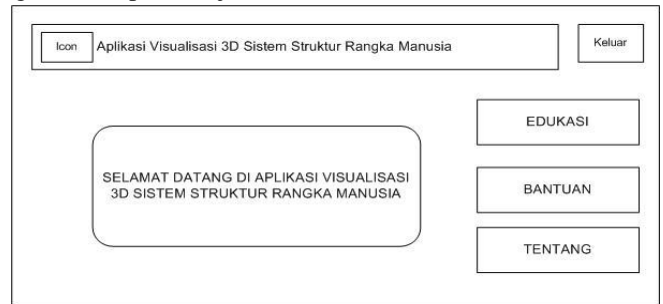 Icon Aplikasi Visualisasi 3D Sistem Struktur Rangka Manusia
Keluar
SELAMAT DATANG DI APLIKASI VISUALISASI
3D SISTEM STRUKTUR RANGKA MANUSIA
EDUKASI
BANTUAN
TENTANG